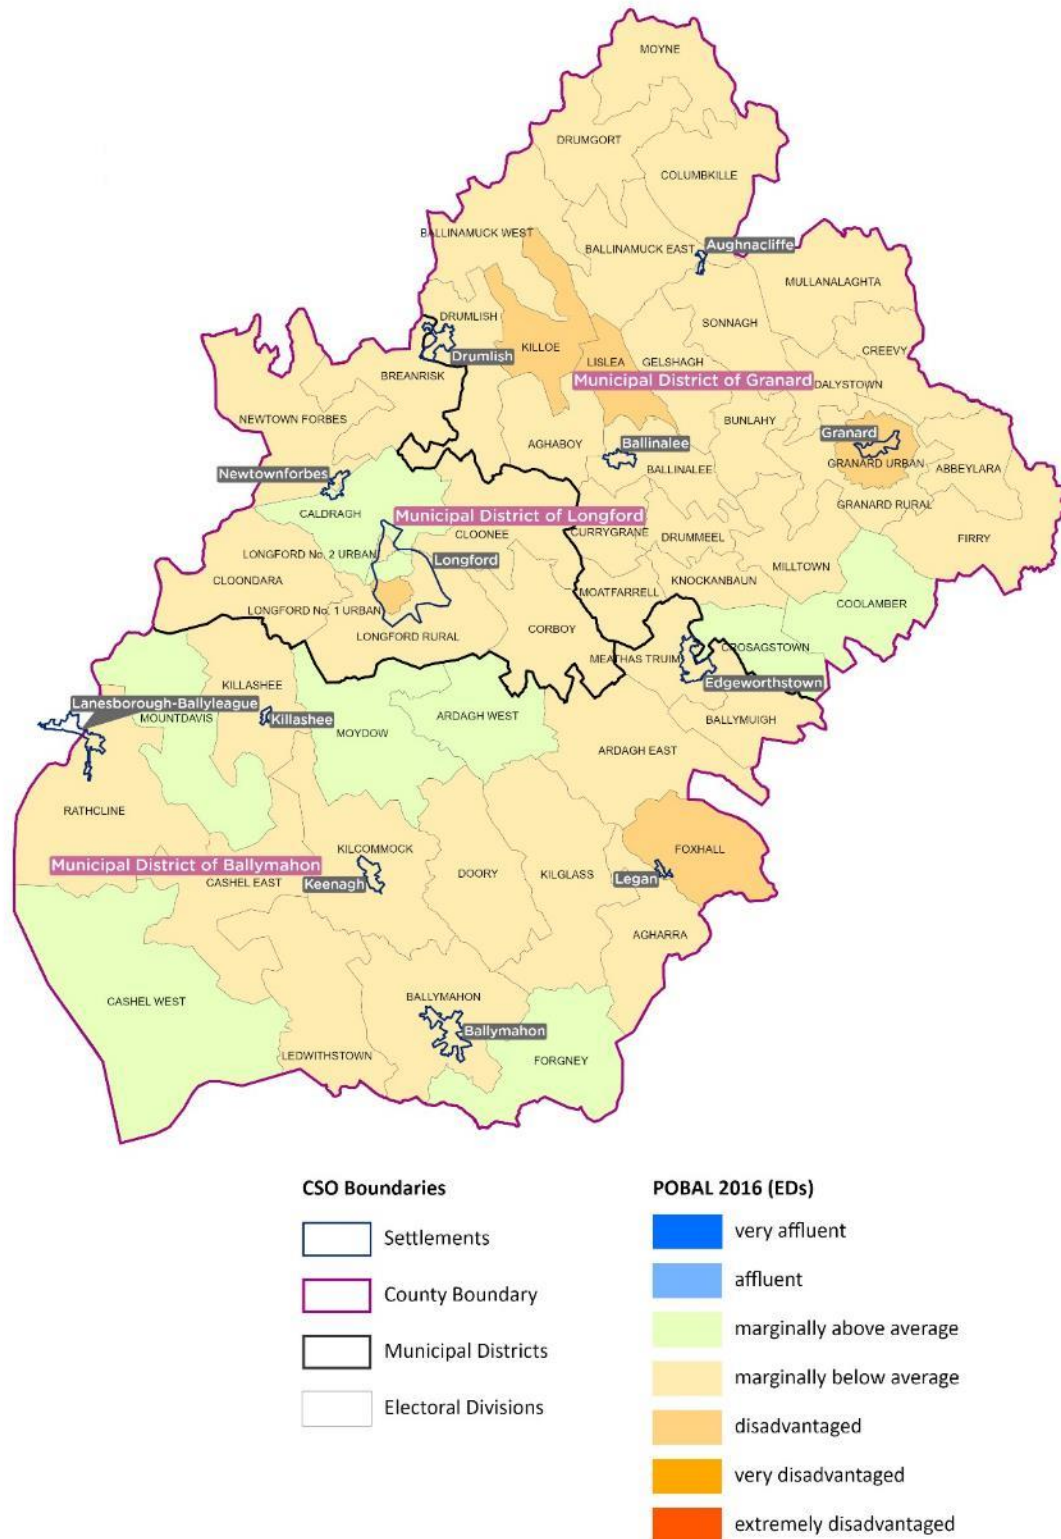 MOYNE
DRUMGORT
COLUMBKILLE
BALLINAMUCK WEST
BALLINAMUCK EAST
Aughnacliffe
MULLANALAGHTA
DRUMLISH
SONNAGH
Drumlish
KILLOE
LISLEA
GELSHAGH
CREEVY
BREANRISK
Municipal District of Granard
DALYSTOWN
NEWTOWN FORBES
BUNLAHY
Granard
AGHABOY
Ballinalee
GRANARD URBAN
ABBEYLARA
Newtownforbes
BALLINALEE
CALDRAGH
Municipal District of Longford
GRANARD RURAL
CLOONEE
CURRYGRANE
DRUMMEEL
FIRRY
LONGFORD No. 2 URBAN
Longford
MILLTOWN
CLOONDARA
KNOCKANBAUN
MOATFARRELL
COOLAMBER
LONGFORD No. 1 URBAN
LONGFORD RURAL
CORBOY
CROSAGSTOWN
MEATHAS TRUIM
KILLASHEE
Edgeworthstown
Lanesborough-Ballyleague
MOUNTDAVIS
Killashee
ARDAGH WEST
BALLYMUIGH
MOYDOW
ARDAGH EAST
RATHCLINE
KILCOMMOCK
FOXHALL
Municipal District of Ballymahon
DOORY
KILGLASS
Legan
CASHEL EAST
Keenagh
AGHARRA
CASHEL WEST
BALLYMAHON
Ballymahon
LEDWITHSTOWN
FORGNEY
CSO Boundaries
Settlements
County Boundary
Municipal Districts
Electoral Divisions
POBAL 2016 (EDs)
very affluent
affluent
marginally above average
marginally below average
disadvantaged
very disadvantaged
extremely disadvantaged